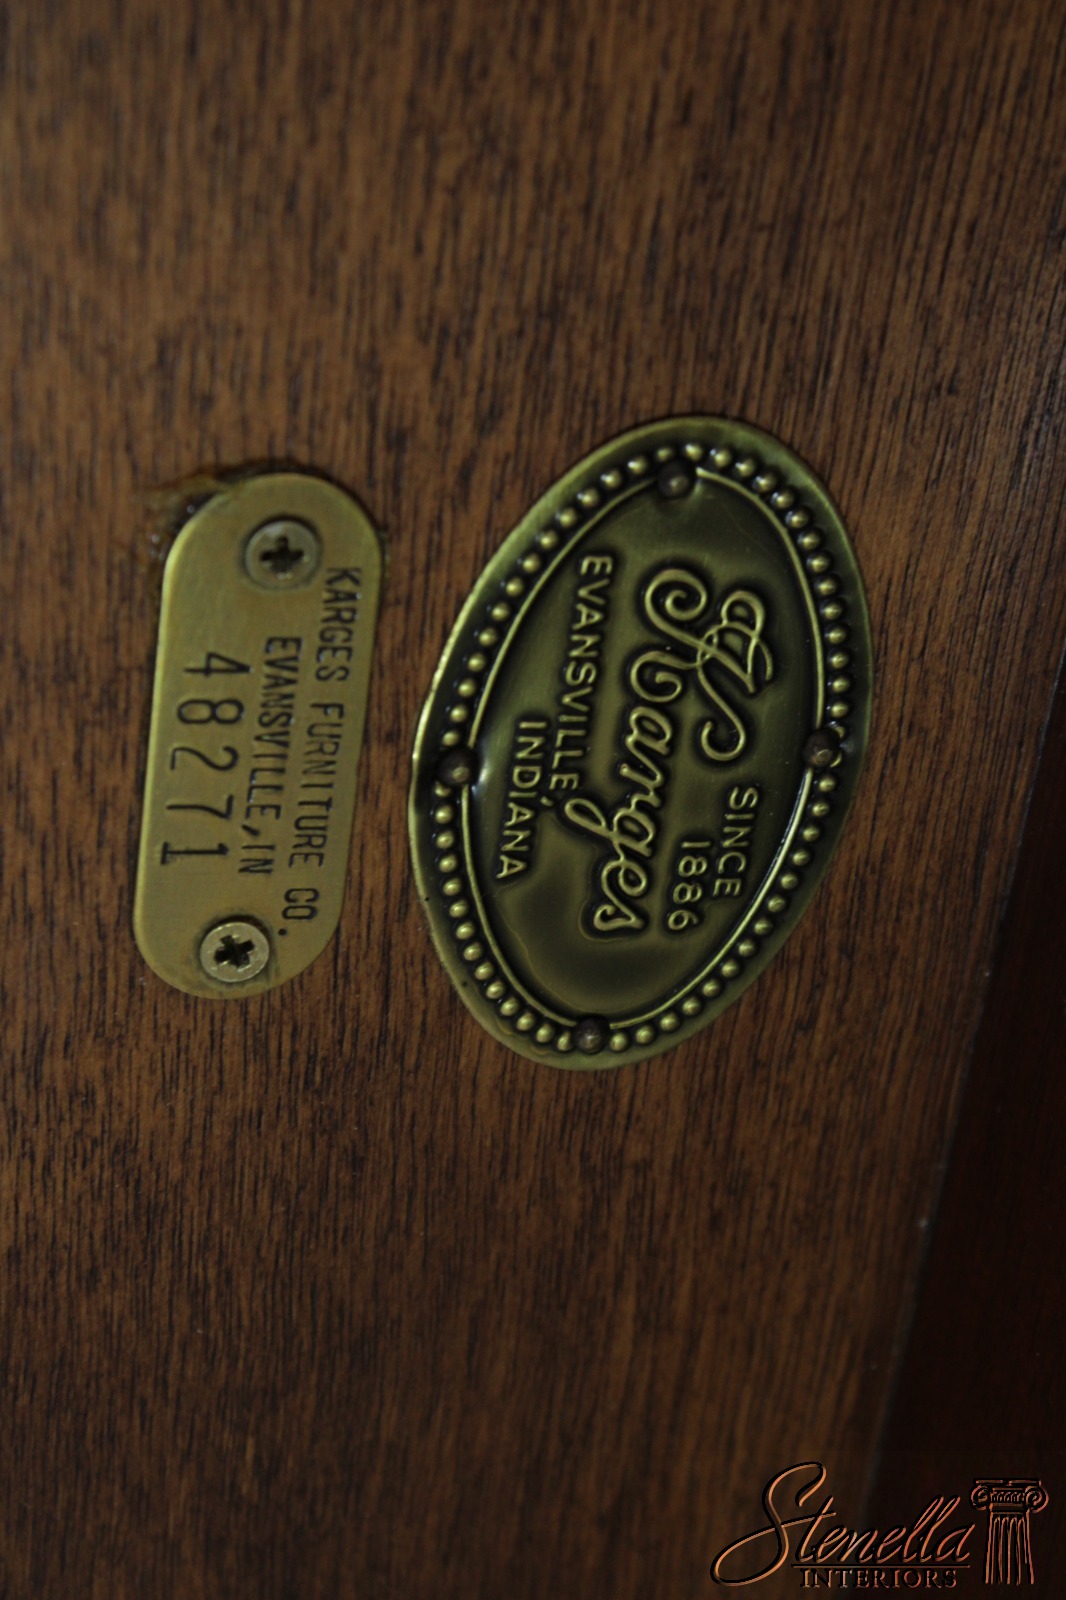 SINCE
1886
Karges
EVANSVILLE,
INDIANA
KARGES FURNITURE CO.
EVANSVILLE, IN
48271
Stenella
INTERIORS